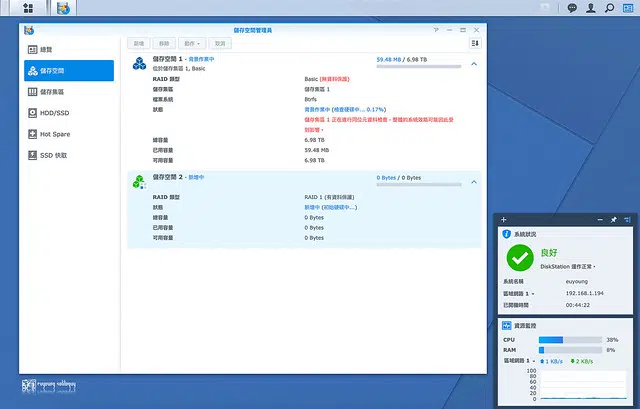 儲存空間管理員
總覽
儲存空間
儲存集區
HDD/SSD
Hot Spare
SSD 快取
新增
移除
動作
取消
儲存空間 1 - 背景作業中
59.48 MB / 6.98 TB
位於儲存集區 1, Basic
RAID 類型 Basic (無資料保護)
位置 儲存集區 1
檔案系統 Btrfs
狀態 背景作業中 (檢查硬碟中... 0.17%)
儲存集區 1 正在進行同位元資料檢查，整體的系統效能可能因此受到影響。
總容量 6.98 TB
已用容量 59.48 MB
可用容量 6.98 TB
儲存空間 2 - 新增中
0 Bytes / 0 Bytes
RAID 類型 RAID 1 (有資料保護)
狀態 新增中 (初始硬碟中...)
總容量 0 Bytes
已用容量 0 Bytes
可用容量 0 Bytes
系統狀況
良好
DiskStation 運作正常。
系統名稱 euyoung
區域網路 1 192.168.1.194
已開機時間 00:44:22
資源監控
CPU 38%
RAM 8%
區域網路 1 1 KB/s 2 KB/s
100
80
60
40
20
0